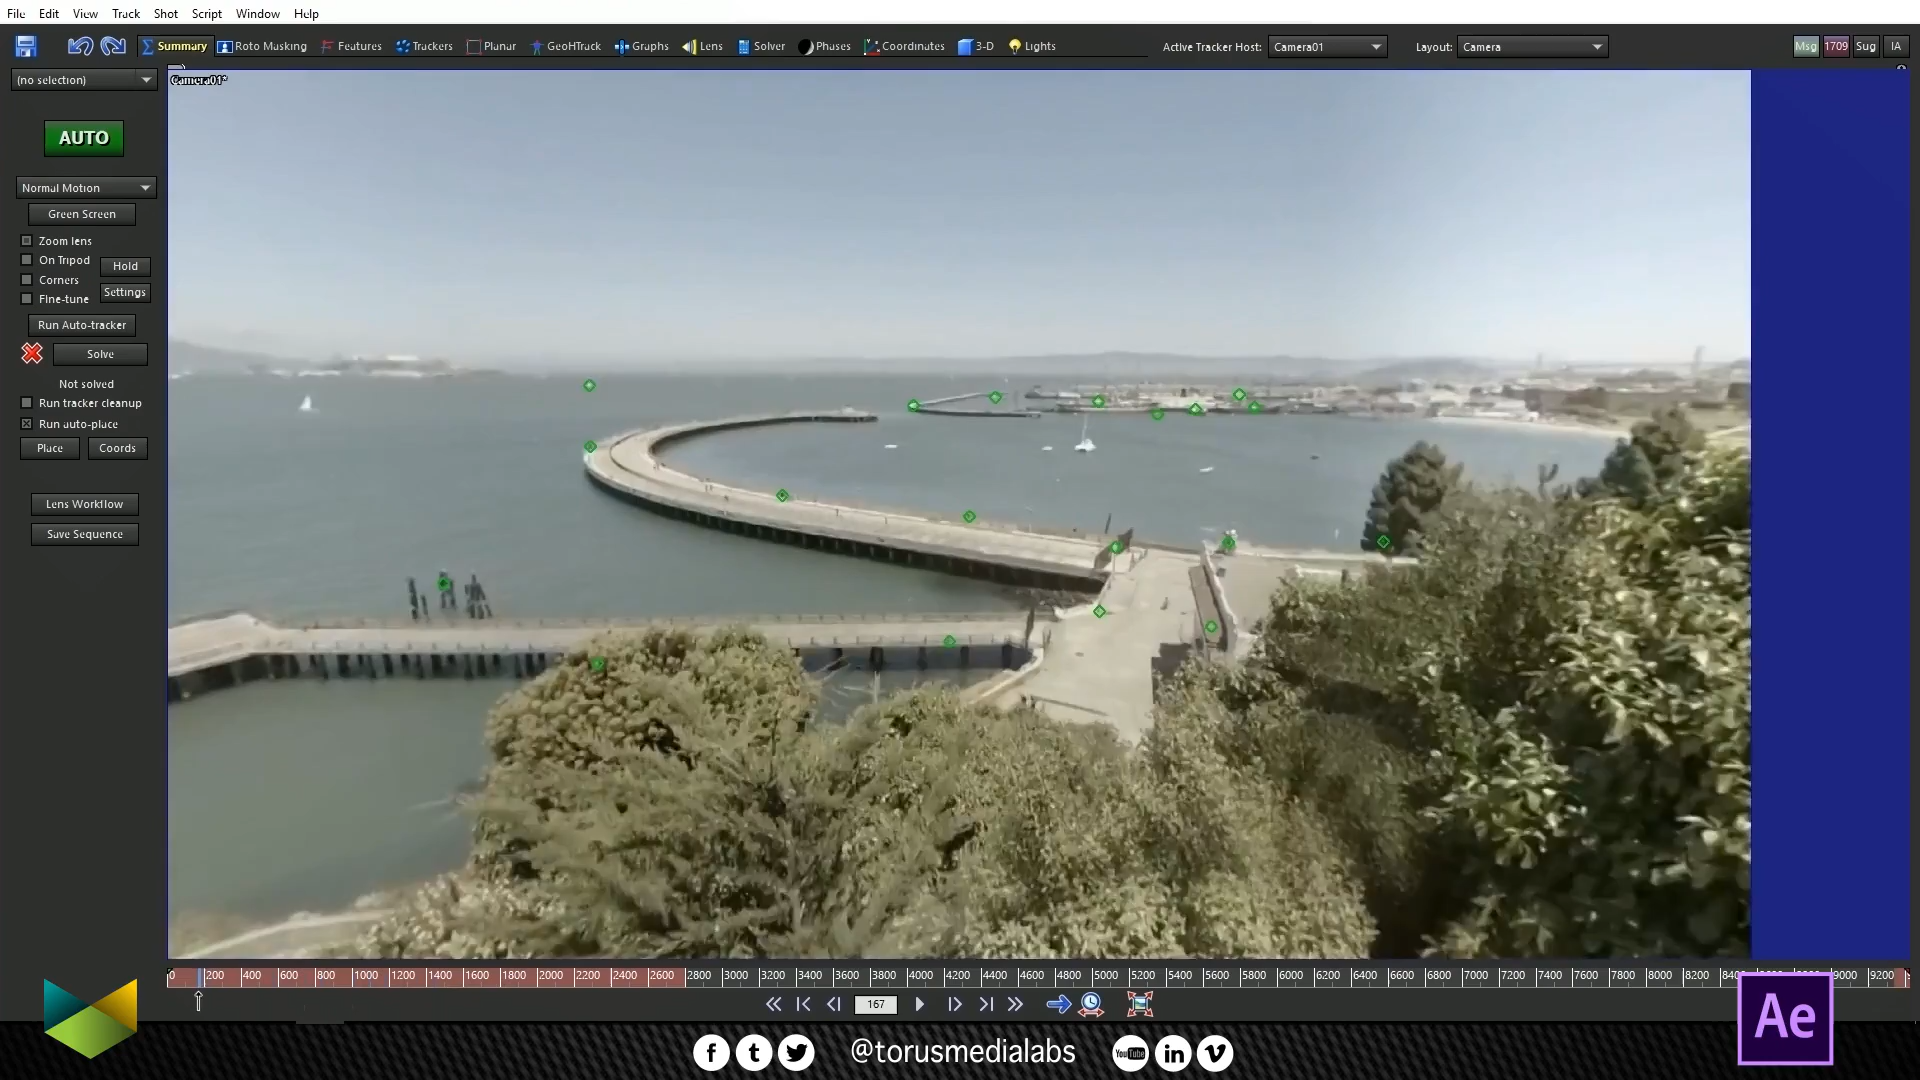 File Edit View Track Shot Script Window Help
Summary Roto Masking Features Trackers Planar GeoHTrack Graphs Lens Solver Phuses Coordinates 3-D Lights Active Tracker Host: Camera01 Layout: Camera Msg 1709 Sug IA
(no selection)
Camera01*
AUTO
Normal Motion
Green Screen
Zoom lens
On Tripod
Hold
Corners
Settings
Fine-tune
Run Auto-tracker
Solve
Not solved
Run tracker cleanup
Run auto-place
Place Coords
Lens Workflow
Save Sequence
0 200 400 600 800 1000 1200 1400 1600 1800 2000 2200 2400 2600 2800 3000 3200 3400 3600 3800 4000 4200 4400 4600 4800 5000 5200 5400 5600 5800 6000 6200 6400 6600 6800 7000 7200 7400 7600 7800 8000 8200 9000 9200
167
Ae
f t @torusmedialabs YouTube in v